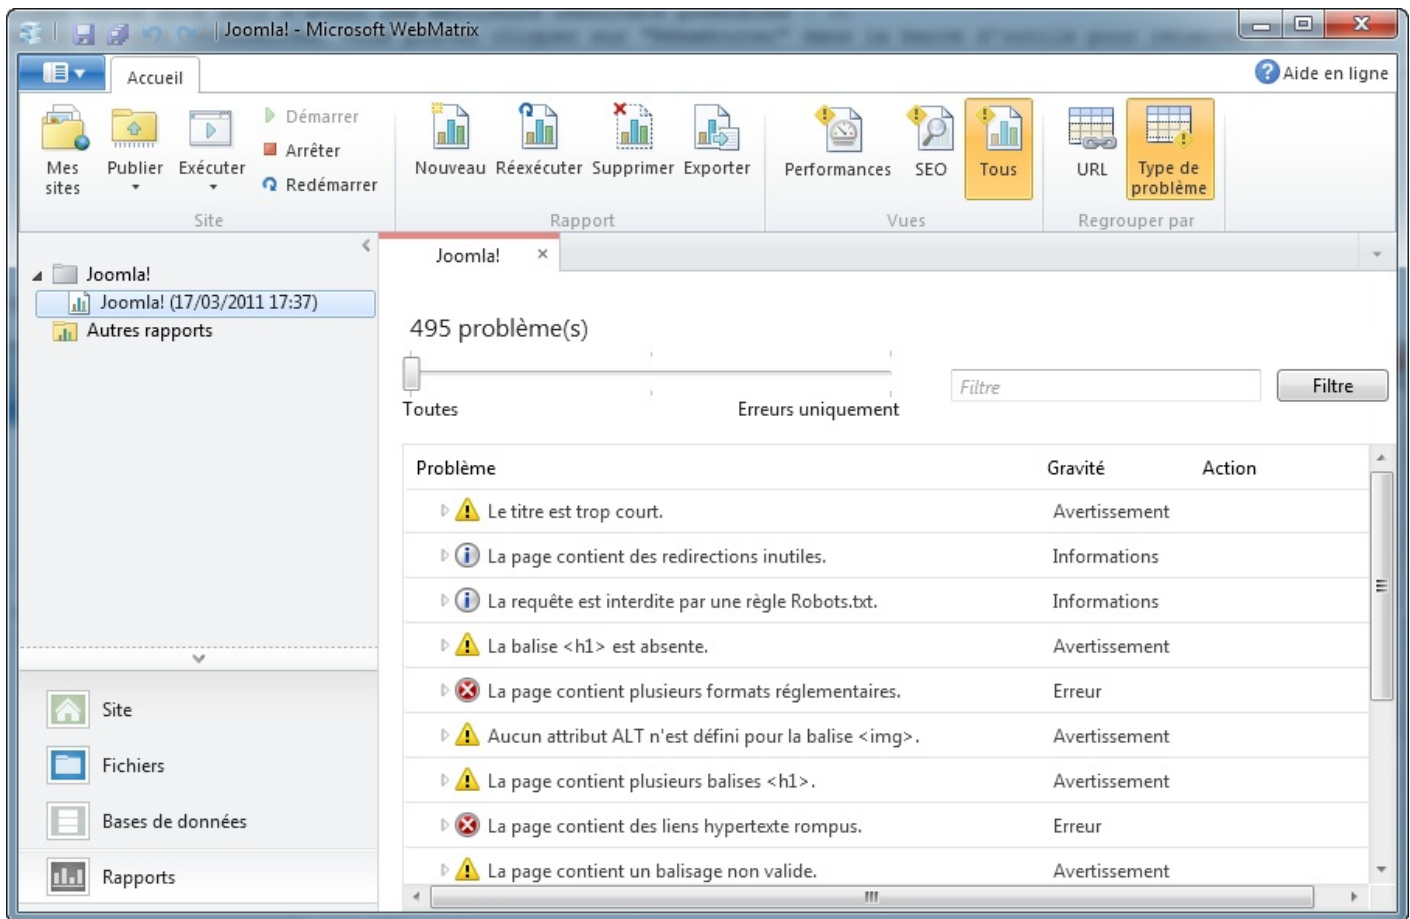 Joomla! - Microsoft WebMatrix
Accueil
Aide en ligne
Mes sites
Publier
Exécuter
Démarrer
Arrêter
Redémarrer
Nouveau
Réexécuter
Supprimer
Exporter
Performances
SEO
Tous
URL
Type de problème
Site
Rapport
Vues
Regrouper par
Joomla!
Joomla! (17/03/2011 17:37)
Autres rapports
Site
Fichiers
Bases de données
Rapports
Joomla!
495 problème(s)
Toutes
Erreurs uniquement
Filtre
Filtre
Problème Gravité Action
Le titre est trop court. Avertissement
La page contient des redirections inutiles. Informations
La requête est interdite par une règle Robots.txt. Informations
La balise <h1> est absente. Avertissement
La page contient plusieurs formats réglementaires. Erreur
Aucun attribut ALT n'est défini pour la balise <img>. Avertissement
La page contient plusieurs balises <h1>. Avertissement
La page contient des liens hypertexte rompus. Erreur
La page contient un balisage non valide. Avertissement